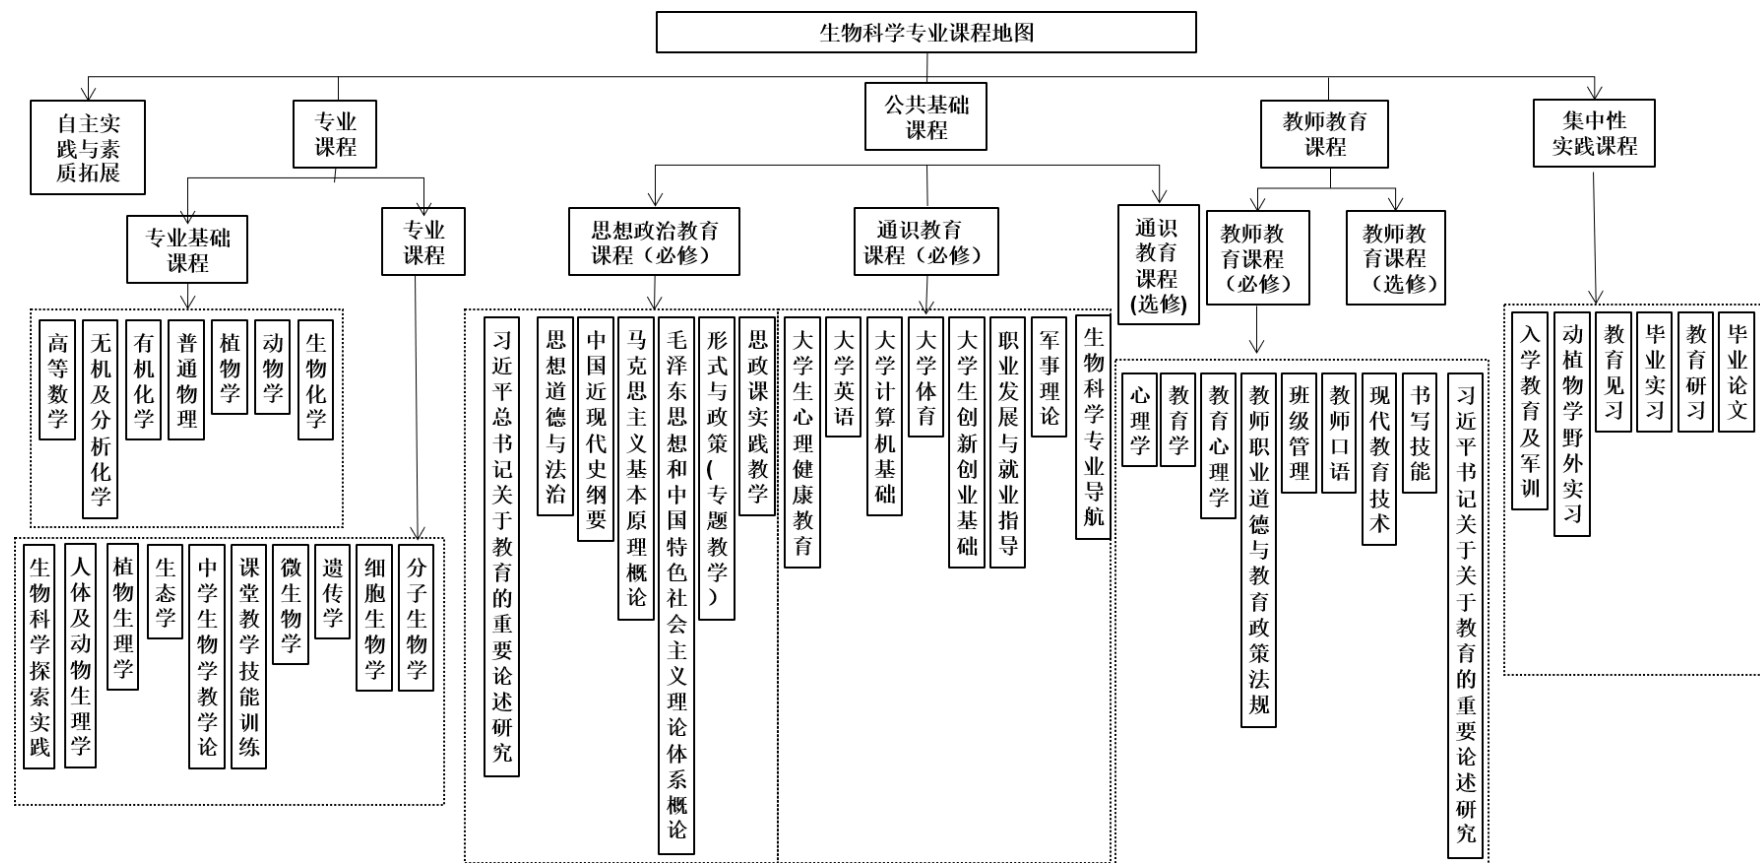 生物科学专业课程地图
自主实
践与素
质拓展
专业
课程
公共基础
课程
教师教育
课程
集中性
实践课程
专业基础
课程
专业
课程
思想政治教育
课程（必修）
通识教育
课程（必修）
通识
教育
课程
(选修)
教师教
育课程
（必修）
教师教
育课程
（选修）
高等数学
无机及分析化学
有机化学
普通物理
植物学
动物学
生物化学
生物科学探索实践
人体及动物生理学
植物生理学
生态学
中学生物学教学论
课堂教学技能训练
微生物学
遗传学
细胞生物学
分子生物学
习近平总书记关于教育的重要论述研究
思想道德与法治
中国近现代史纲要
马克思主义基本原理概论
毛泽东思想和中国特色社会主义理论体系概论
形式与政策(专题教学）
思政课实践教学
大学生心理健康教育
大学英语
大学计算机基础
大学体育
大学生创新创业基础
职业发展与就业指导
军事理论
生物科学专业导航
心理学
教育学
教育心理学
教师职业道德与教育政策法规
班级管理
教师口语
现代教育技术
书写技能
习近平书记关于关于教育的重要论述研究
入学教育及军训
动植物学野外实习
教育见习
毕业实习
教育研习
毕业论文